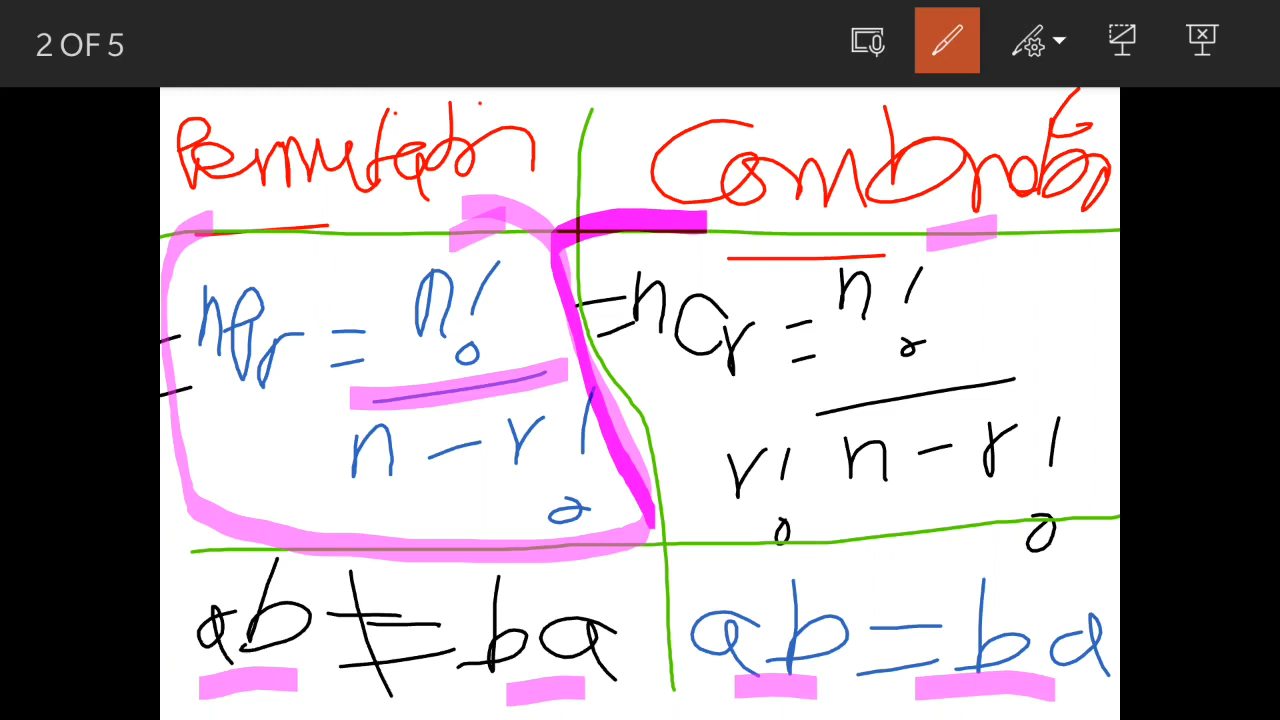 2 OF 5
Permutation
Combination
nPr = n! / n - r!
= nCr = n! / r! n - r!
ab ≠ ba
ab = ba